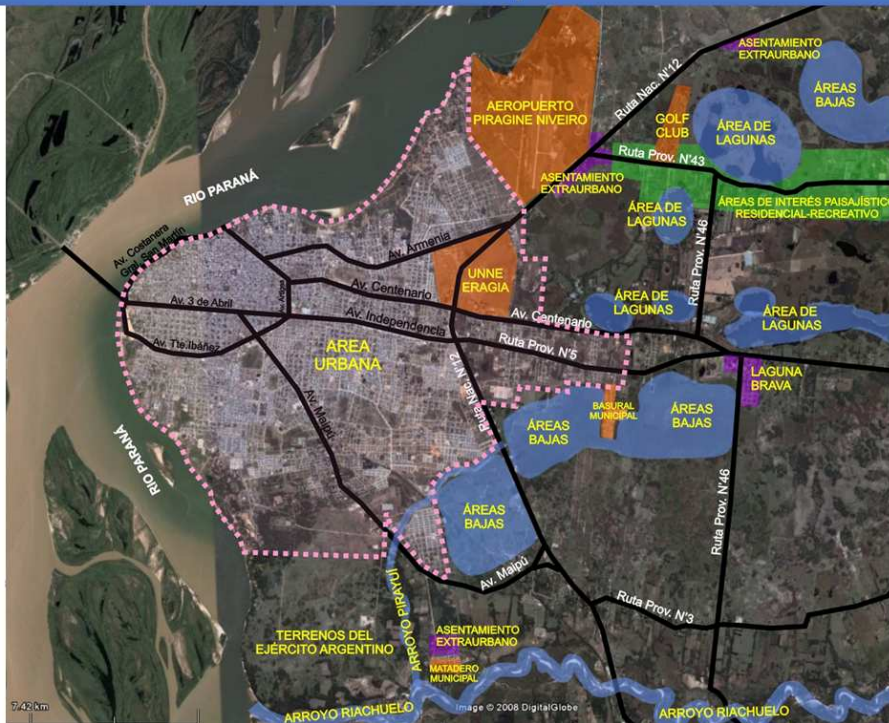 ASENTAMIENTO
EXTRAURBANO
Ruta Nac. N'12
ÁREAS
BAJAS
AEROPUERTO
PIRAGINE NIVEIRO
GOLF
CLUB
ÁREA DE
LAGUNAS
Ruta Prov. N'43
RIO PARANÁ
ASENTAMIENTO
EXTRAURBANO
ÁREAS DE INTERÉS PAISAJÍSTICO
RESIDENCIAL-RECREATIVO
ÁREA DE
LAGUNAS
Av. Costanera
Gral. San Martín
Av. Armenia
Ruta Prov. N'46
UNNE
ERAGIA
Av. Centenario
Av. Artigas
Av. 3 de Abril
Av. Independencia
Av. Centenario
ÁREA DE
LAGUNAS
ÁREA DE
LAGUNAS
Av. Tte.Ibáñez
AREA
URBANA
Ruta Prov. N'5
Ruta Nac. N'12
LAGUNA
BRAVA
Av. Maipú
BASURAL
MUNICIPAL
ÁREAS
BAJAS
ÁREAS
BAJAS
RIO PARANÁ
ÁREAS
BAJAS
Ruta Prov. N'46
Av. Maipú
Ruta Prov. N'3
ARROYO PIRAYUÍ
TERRENOS DEL
EJÉRCITO ARGENTINO
ASENTAMIENTO
EXTRAURBANO
MATADERO
MUNICIPAL
7.42 km
ARROYO RIACHUELO
Image © 2008 DigitalGlobe
ARROYO RIACHUELO